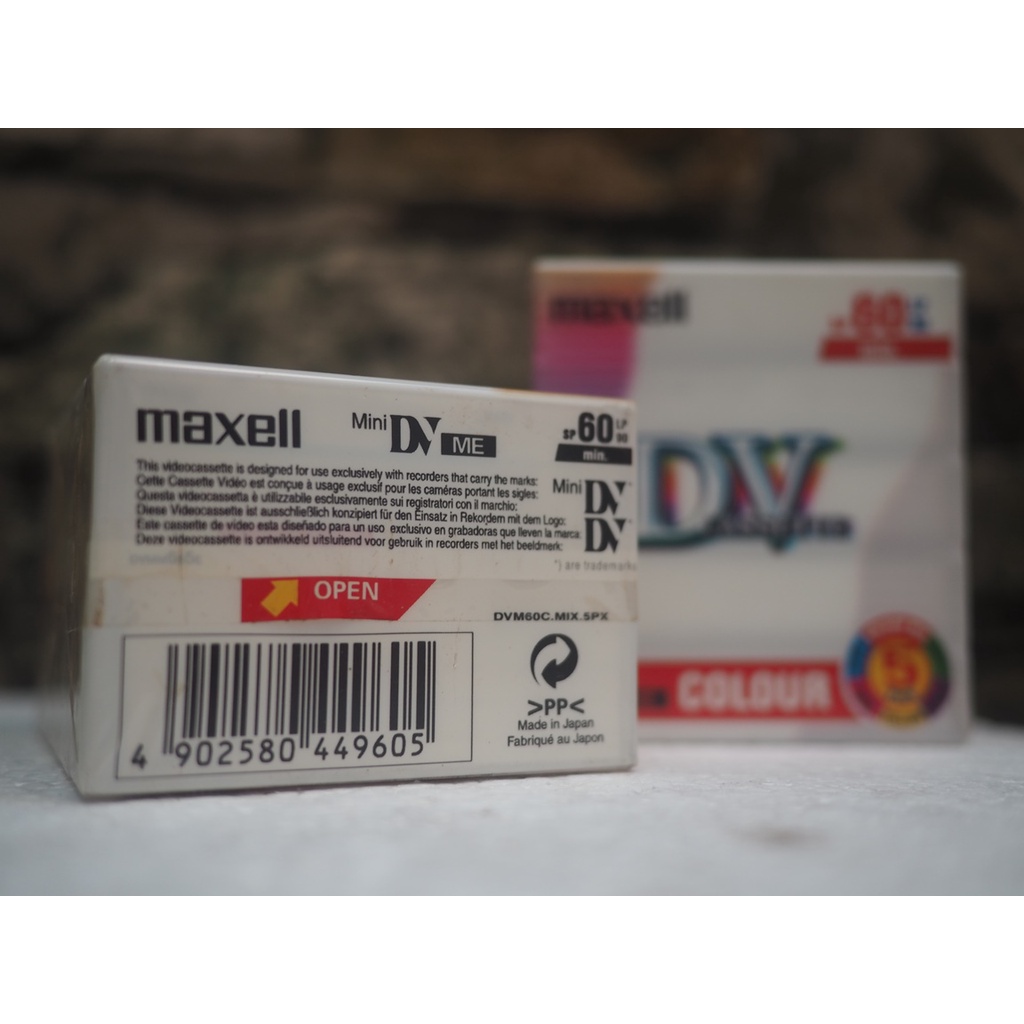 maxell
Mini DV ME
SP 60 LP 90
min.
This videocassette is designed for use exclusively with recorders that carry the marks:
Cette Cassette Vidéo est conçue à usage exclusif pour les caméras portant les sigles:
Questa videocassetta è utilizzabile esclusivamente sui registratori con il marchio:
Diese Videocassette ist ausschließlich konzipiert für den Einsatz in Rekordern mit dem Logo:
Este cassette de video esta diseñado para un uso exclusivo en grabadoras que lleven la marca:
Deze videocassette is ontwikkeld uitsluitend voor gebruik in recorders met het beeldmerk:
Mini DV
DV
*) are trademarks
OPEN
DVM60C.MIX.5PX
>PP<
Made in Japan
Fabriqué au Japon
4 902580 449605
maxell
60
DV
COLOUR
5